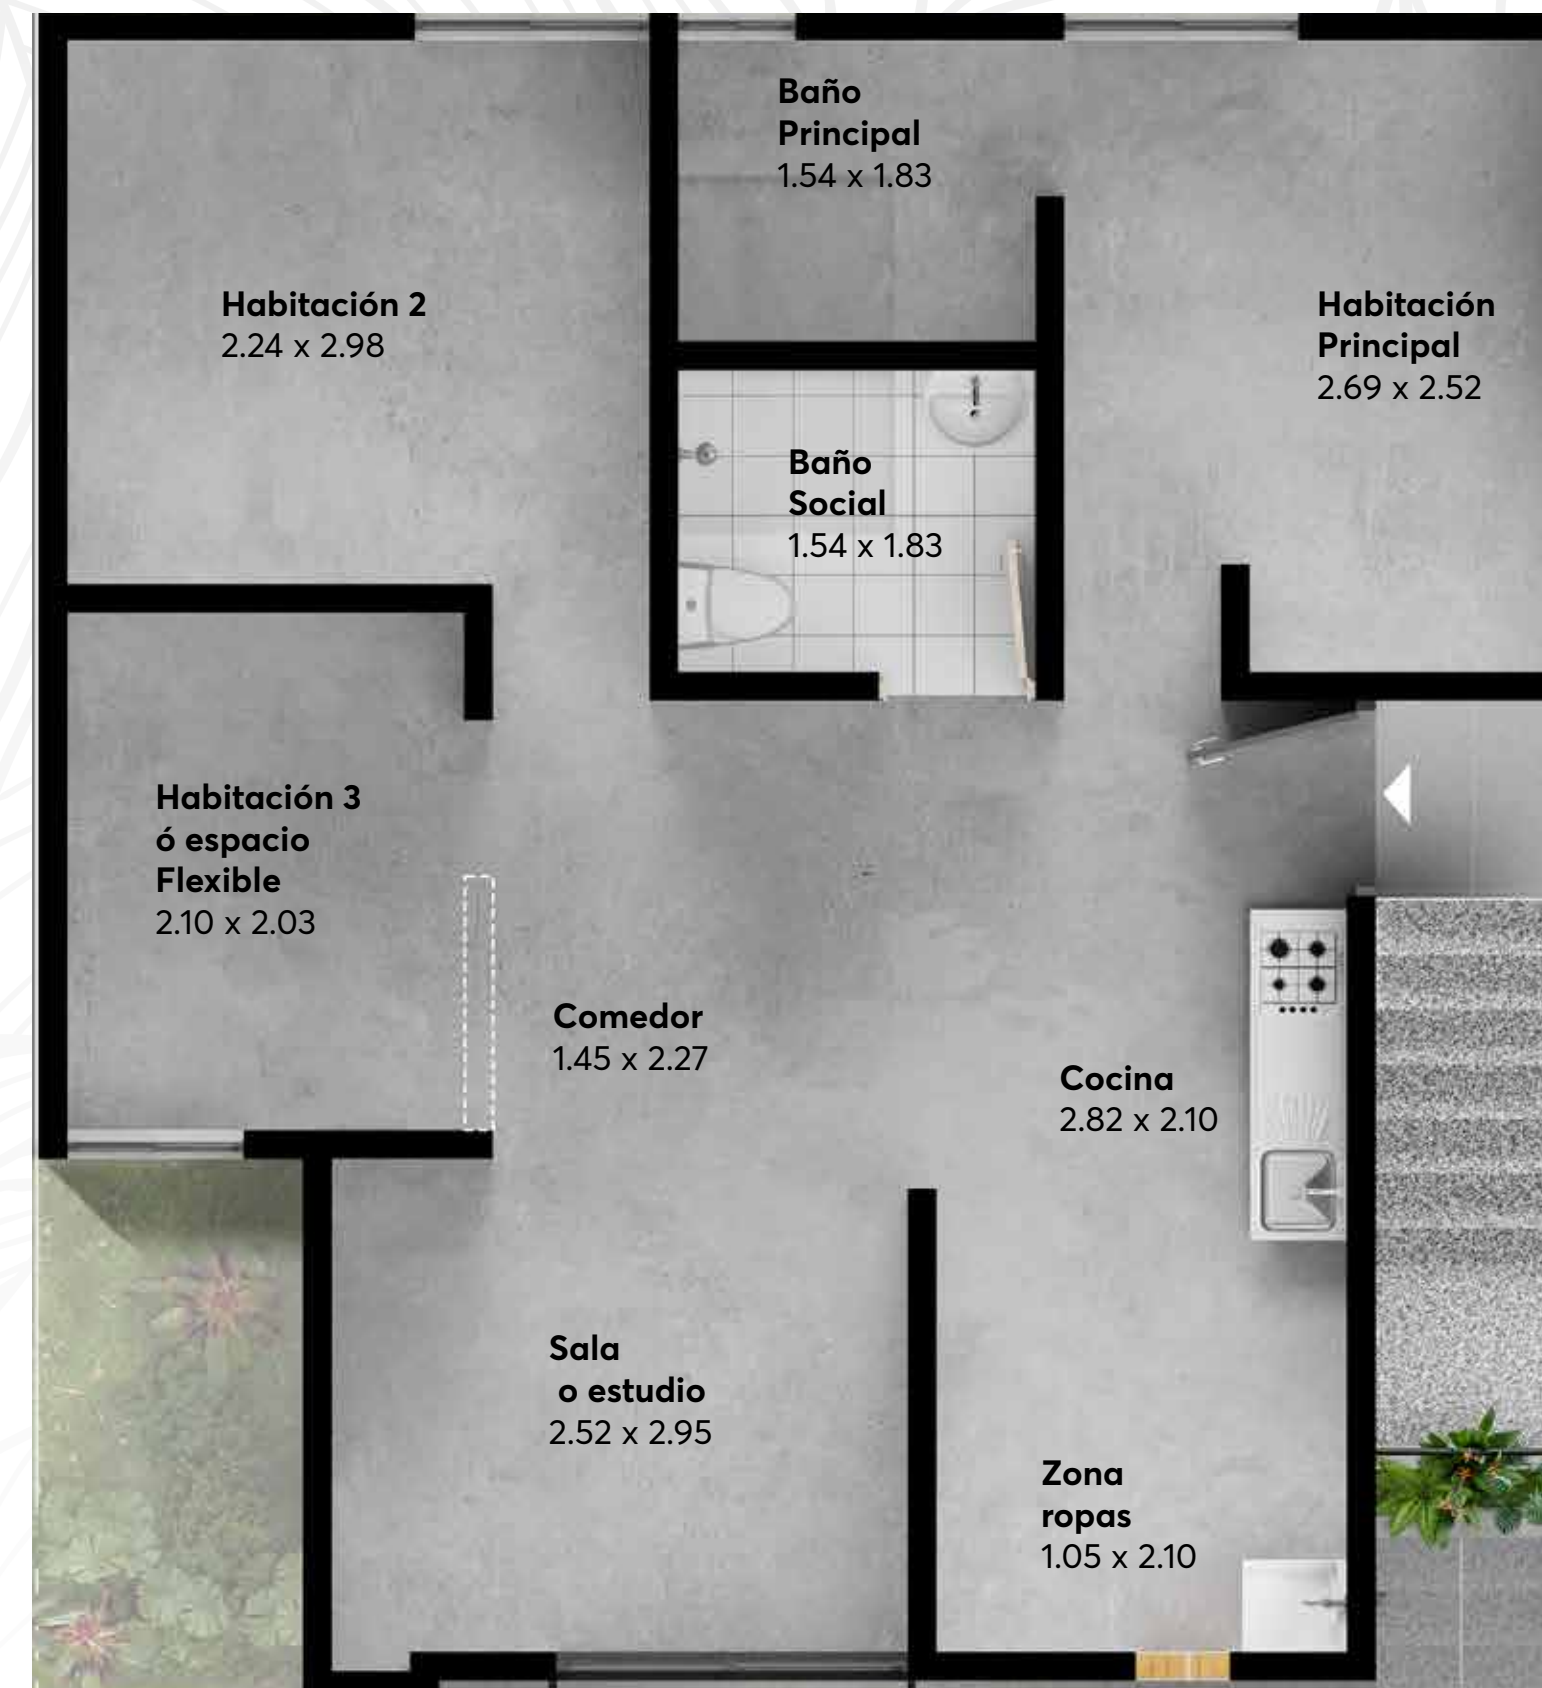 Baño
Principal
1.54 x 1.83
Habitación 2
2.24 x 2.98
Habitación
Principal
2.69 x 2.52
Baño
Social
1.54 x 1.83
Habitación 3
ó espacio
Flexible
2.10 x 2.03
Comedor
1.45 x 2.27
Cocina
2.82 x 2.10
Sala
o estudio
2.52 x 2.95
Zona
ropas
1.05 x 2.10